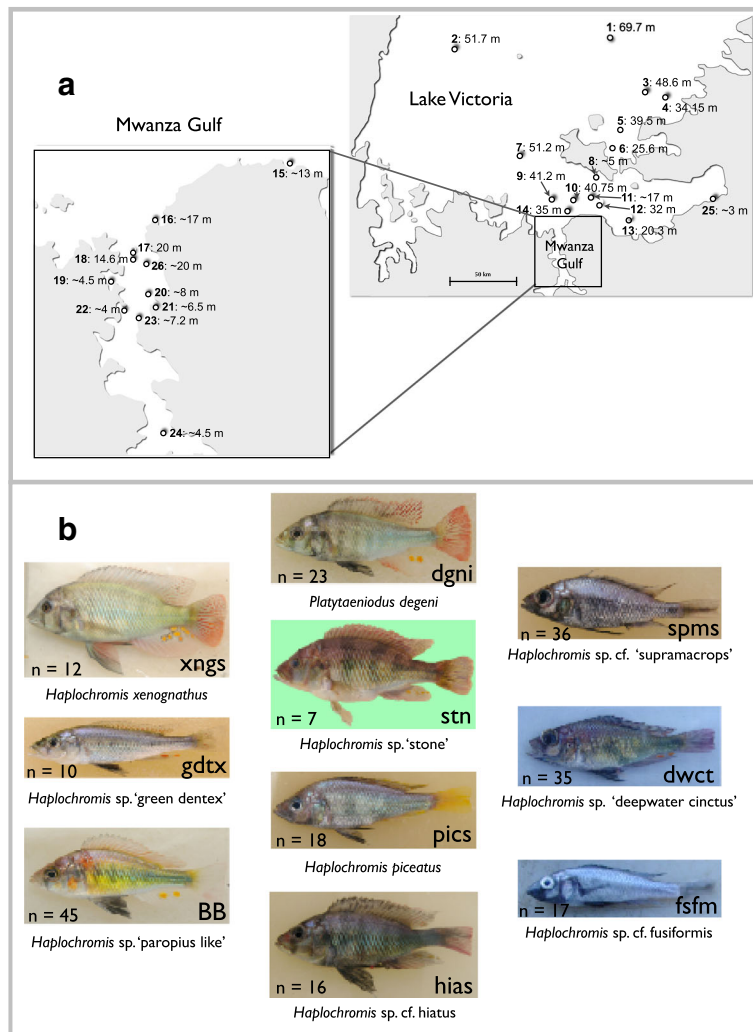 a
Mwanza Gulf
15: ~13 m
16: ~17 m
17: 20 m
18: 14.6 m
26: ~20 m
19: ~4.5 m
20: ~8 m
21: ~6.5 m
22: ~4 m
23: ~7.2 m
24: ~4.5 m
1: 69.7 m
2: 51.7 m
Lake Victoria
3: 48.6 m
4: 34.15 m
5: 39.5 m
6: 25.6 m
7: 51.2 m
8: ~5 m
9: 41.2 m
10: 40.75 m
11: ~17 m
12: 32 m
25: ~3 m
14: 35 m
13: 20.3 m
Mwanza
Gulf
50 km
b
n = 12
xngs
Haplochromis xenognathus
n = 10
gdtx
Haplochromis sp. ‘green dentex’
n = 45
BB
Haplochromis sp. ‘paropius like’
n = 23
dgni
Platytaeniodus degeni
n = 7
stn
Haplochromis sp. ‘stone’
n = 18
pics
Haplochromis piceatus
n = 16
hias
Haplochromis sp. cf. hiatus
n = 36
spms
Haplochromis sp. cf. ‘supramacrops’
n = 35
dwct
Haplochromis sp. ‘deepwater cinctus’
n = 17
fsfm
Haplochromis sp. cf. fusiformis